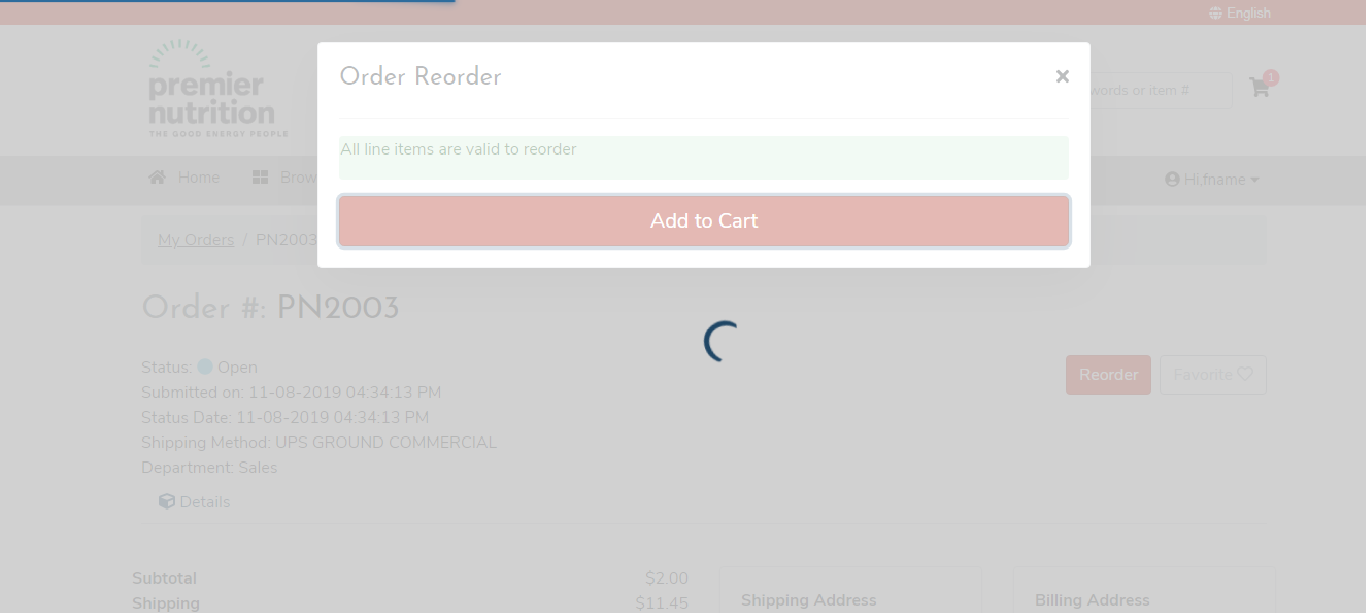 English
premier
nutrition
THE GOOD ENERGY PEOPLE
Order Reorder
words or item #
1
All line items are valid to reorder
Home
Brow
Hi,fname
Add to Cart
My Orders / PN2003
Order #: PN2003
Status: Open
Submitted on: 11-08-2019 04:34:13 PM
Status Date: 11-08-2019 04:34:13 PM
Shipping Method: UPS GROUND COMMERCIAL
Department: Sales
Details
Reorder
Favorite
Subtotal $2.00
Shipping $11.45
Shipping Address
Billing Address